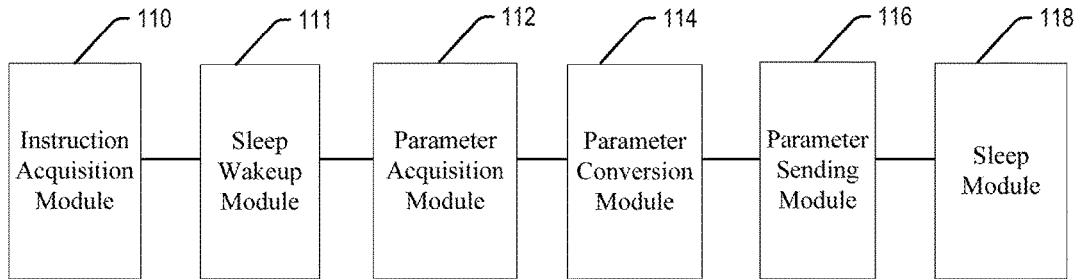 110
111
112
114
116
118
Instruction
Acquisition
Module
Sleep
Wakeup
Module
Parameter
Acquisition
Module
Parameter
Conversion
Module
Parameter
Sending
Module
Sleep
Module